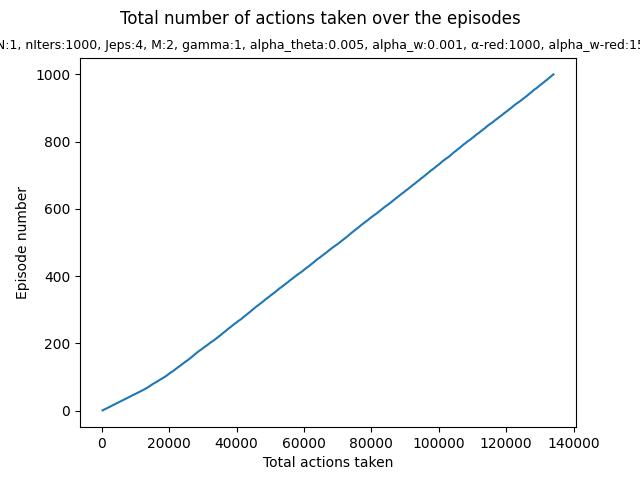 Total number of actions taken over the episodes
N:1, nIters:1000, Jeps:4, M:2, gamma:1, alpha_theta:0.005, alpha_w:0.001, α-red:1000, alpha_w-red:15
1000
800
600
400
200
0
Episode number
0 20000 40000 60000 80000 100000 120000 140000
Total actions taken